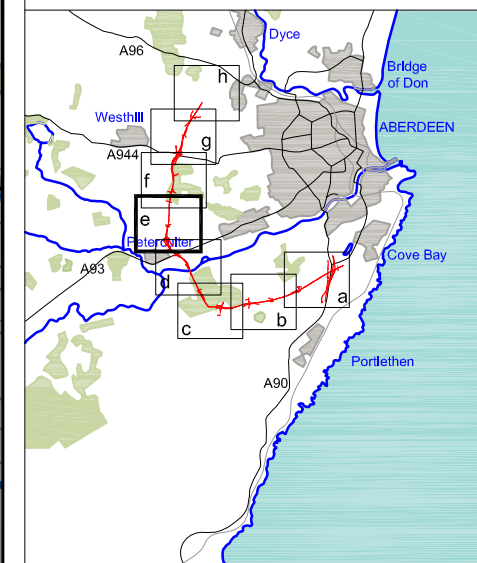 Dyce
A96
h
Bridge
of Don
Westhill
ABERDEEN
g
A944
f
e
Peterculter
A93
d
Cove Bay
a
b
c
Portlethen
A90